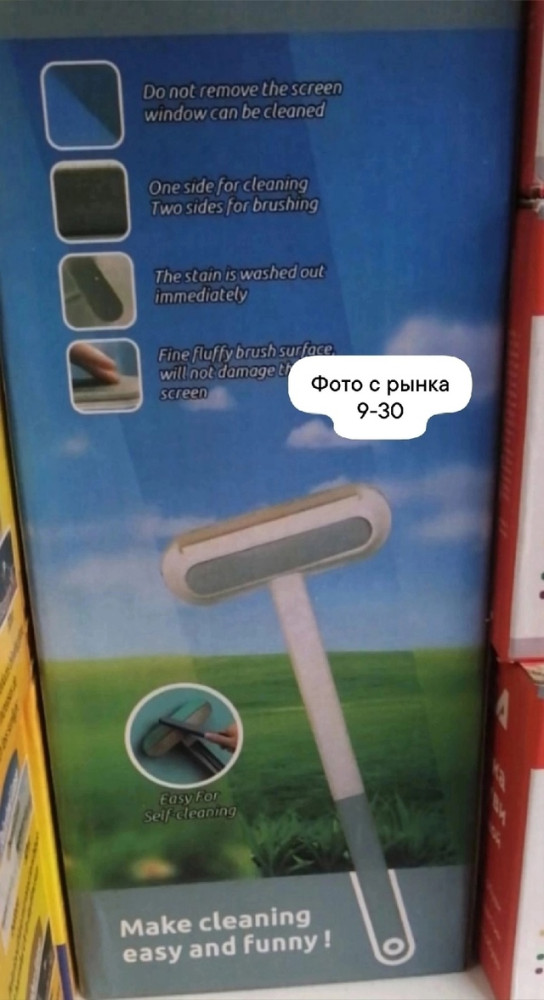 Do not remove the screen
window can be cleaned
One side for cleaning
Two sides for brushing
The stain is washed out
immediately
Fine fluffy brush surface,
will not damage
screen
Фото с рынка
9-30
Easy For
Self-cleaning
Make cleaning
easy and funny !